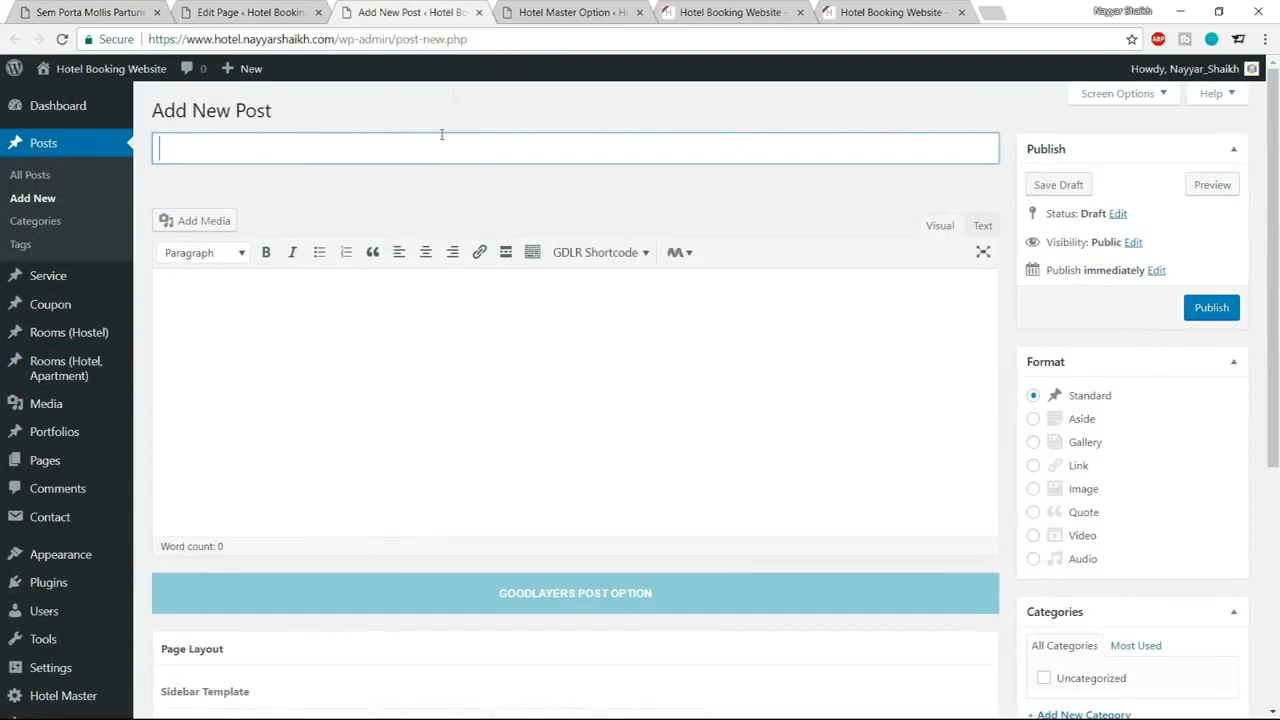 Sem Porta Mollis Parturie
Edit Page ‹ Hotel Bookin
Add New Post ‹ Hotel Bo
Hotel Master Option ‹ H
Hotel Booking Website –
Hotel Booking Website –
Nayyar Shaikh
Secure
https://www.hotel.nayyarshaikh.com/wp-admin/post-new.php
ABP
Hotel Booking Website
0
New
Howdy, Nayyar_Shaikh
Screen Options
Help
Dashboard
Posts
All Posts
Add New
Categories
Tags
Service
Coupon
Rooms (Hostel)
Rooms (Hotel,
Apartment)
Media
Portfolios
Pages
Comments
Contact
Appearance
Plugins
Users
Tools
Settings
Hotel Master
Add New Post
Add Media
Visual
Text
Paragraph
B
I
GDLR Shortcode
Word count: 0
GOODLAYERS POST OPTION
Page Layout
Sidebar Template
Publish
Save Draft
Preview
Status: Draft Edit
Visibility: Public Edit
Publish immediately Edit
Publish
Format
Standard
Aside
Gallery
Link
Image
Quote
Video
Audio
Categories
All Categories
Most Used
Uncategorized
+ Add New Category